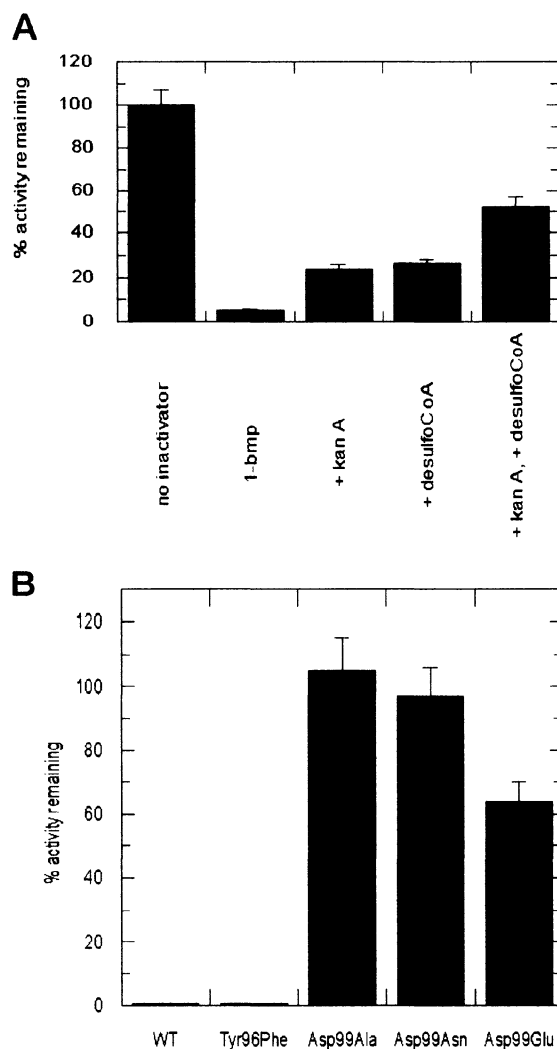 A
120
100
80
60
40
20
0
% activity remaining
no inactivator
1-bmp
+ kan A
+ desulfoCoA
+ kan A, + desulfoCoA
B
120
100
80
60
40
20
0
% activity remaining
WT Tyr96Phe Asp99Ala Asp99Asn Asp99Glu